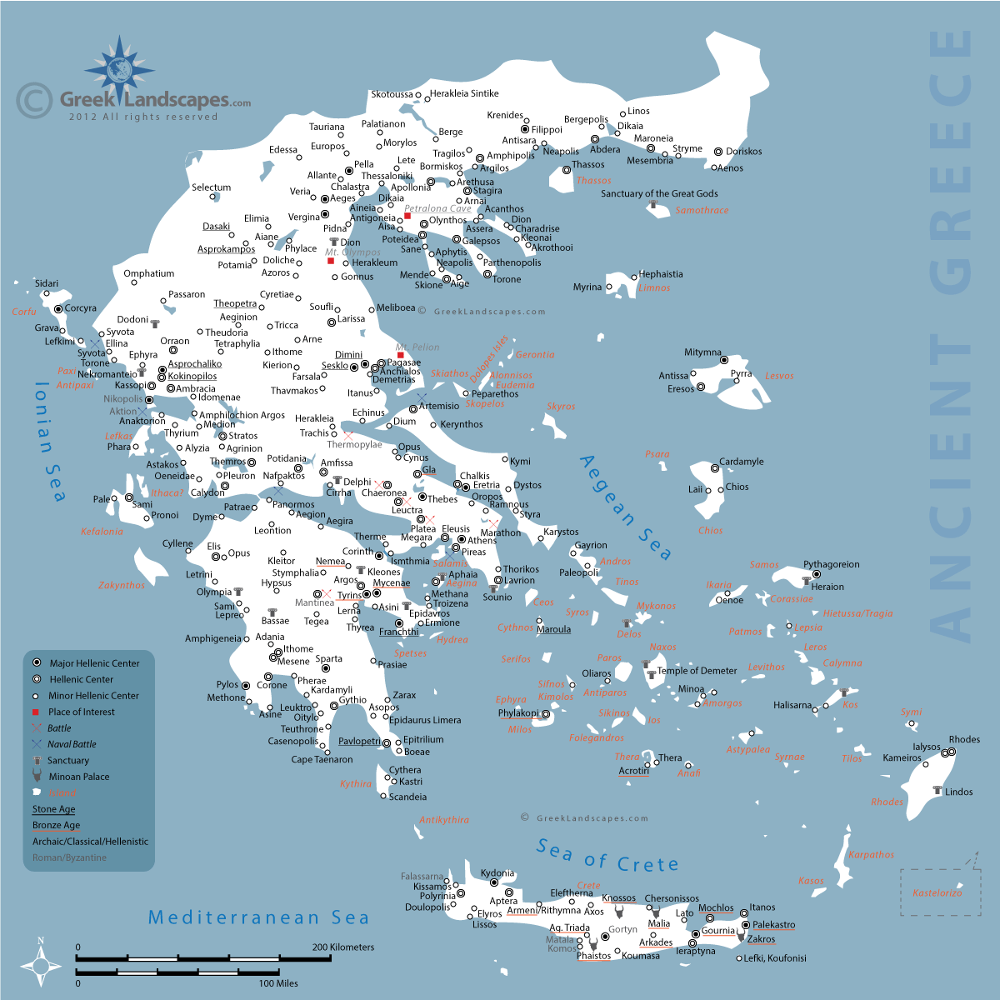 ANCIENT GREECE
© Greek Landscapes.com
2012 All rights reserved
Skotoussa
Herakleia Sintike
Krenides
Filippoi
Bergepolis
Linos
Dikaia
Maroneia
Tauriana
Palatianon
Berge
Europos
Morylos
Edessa
Tragilos
Antisara
Neapolis
Abdera
Mesembria
Stryme
Doriskos
Aenos
Amphipolis
Lete
Pella
Bormiskos
Argilos
Thassos
Thassos
Allante
Thessaloniki
Chalastra
Apollonia
Arethusa
Stagira
Selectum
Veria
Aeges
Dikaia
Arnai
Sanctuary of the Great Gods
Samothrace
Aineia
Petralona Cave
Acanthos
Vergina
Antigoneia
Olynthos
Assera
Dion
Charadrise
Elimia
Pidna
Aisa
Dasaki
Aiane
Kleonai
Akrothooi
Poteidea
Galepsos
Asprokampos
Phylace
Dion
Mt. Olympos
Sane
Aphytis
Potamia
Doliche
Herakleum
Neapolis
Parthenopolis
Azoros
Gonnus
Mende
Skione
Aige
Torone
Omphatium
Hephaistia
Myrina
Limnos
Sidari
Passaron
Cyretiae
Theopetra
Soufli
Meliboea
© GreekLandscapes.com
Corfu
Corcyra
Dodoni
Aeginion
Larissa
Grava
Syvota
Theudoria
Tricca
Lefkimi
Ellina
Orraon
Tetraphylia
Arne
Syvota
Ithome
Torone
Ephyra
Asprochaliko
Kierion
Dimini
Sesklo
Pagasae
Mt. Pelion
Anchialos
Demetrias
Paxi
Nekromanteio
Kokinopilos
Farsala
Antipaxi
Kassopi
Ambracia
Thavmakos
Itanus
Skiathos
Dolopes Isles
Gerantia
Alonnisos
Eudemia
Peparethos
Skopelos
Mitymna
Antissa
Pyrra
Eresos
Lesvos
Nikopolis
Idomenae
Aktion
Anaktorion
Amphilochion Argos
Medion
Echinus
Artemisio
Skyros
Herakleia
Dium
Kerynthos
Lefkas
Thyrium
Stratos
Trachis
Thermopylae
Phara
Alyzia
Agrinion
Opus
Cynus
Psara
Astakos
Themros
Potidania
Amfissa
Kymi
Cardamyle
Oeneidae
Pleuron
Nafpaktos
Delphi
Gla
Chalkis
Eretria
Dystos
Laii
Chios
Ithaca?
Calydon
Cirrha
Chaeronea
Pale
Sami
Patrae
Panormos
Thebes
Oropos
Ramnous
Pronoi
Dyme
Aegion
Leuctra
Styra
Kefalonia
Leontion
Aegira
Platea
Eleusis
Marathon
Karystos
Chios
Therme
Megara
Athens
Cyllene
Elis
Opus
Kleitor
Corinth
Ismthmia
Pireas
Gayrion
Salamis
Nemea
Stymphalia
Kleones
Aphaia
Thorikos
Paleopoli
Andros
Zakynthos
Letrini
Hypsus
Argos
Mycenae
Aegina
Lavrion
Samos
Pythagoreion
Olympia
Tyrins
Methana
Troizena
Sounio
Tinos
Ikaria
Heraion
Sami
Mantinea
Lerna
Asini
Epidavros
Ceos
Mykonos
Oenoe
Corassiae
Lepreo
Bassae
Tegea
Thyrea
Ermione
Syros
Hietussa/Tragia
Franchthi
Cythnos
Maroula
Delos
Patmos
Lepsia
Amphigeneia
Adania
Hydrea
Ithome
Spetses
Naxos
Leros
Mesene
Sparta
Prasiae
Serifos
Paros
Temple of Demeter
Levithos
Calymna
Pylos
Corone
Pherae
Oliaros
Sifnos
Minoa
Methone
Kardamyli
Zarax
Kimolos
Antiparos
Gythio
Ephyra
Amorgos
Halisarna
Kos
Asine
Leuktro
Asopos
Oitylo
Epidaurus Limera
Phylakopi
Sikinos
Ios
Symi
Teuthrone
Milos
Folegandros
Casenopolis
Pavlopetri
Epitrilium
Astypalea
Rhodes
Boeae
Ialysos
Cape Taenaron
Thera
Thera
Syrnae
Tilos
Kameiros
Cythera
Acrotiri
Anafi
Kythira
Kastri
Lindos
Scandeia
Rhodes
Antikythira
© GreekLandscapes.com
Karpathos
Kasos
Kastelorizo
Ionian Sea
Aegean Sea
Sea of Crete
Mediterranean Sea
Falassarna
Kydonia
Kissamos
Crete
Polyrinia
Eleftherna
Knossos
Chersonissos
Doulopolis
Aptera
Armeni/Rithymna
Axos
Mochlos
Itanos
Elyros
Lato
Lissos
Aq. Triada
Gortyn
Malia
Gournia
Palekastro
Matala
Arkades
Zakros
Komos
Ieraptyna
Phaistos
Koumasa
Lefki, Koufonisi
Major Hellenic Center
Hellenic Center
Minor Hellenic Center
Place of Interest
Battle
Naval Battle
Sanctuary
Minoan Palace
Stone Age
Bronze Age
Archaic/Classical/Hellenistic
Roman/Byzantine
N
0
200 Kilometers
0
100 Miles